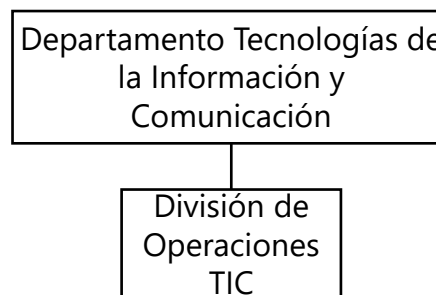 Departamento Tecnologías de
la Información y
Comunicación
División de
Operaciones
TIC